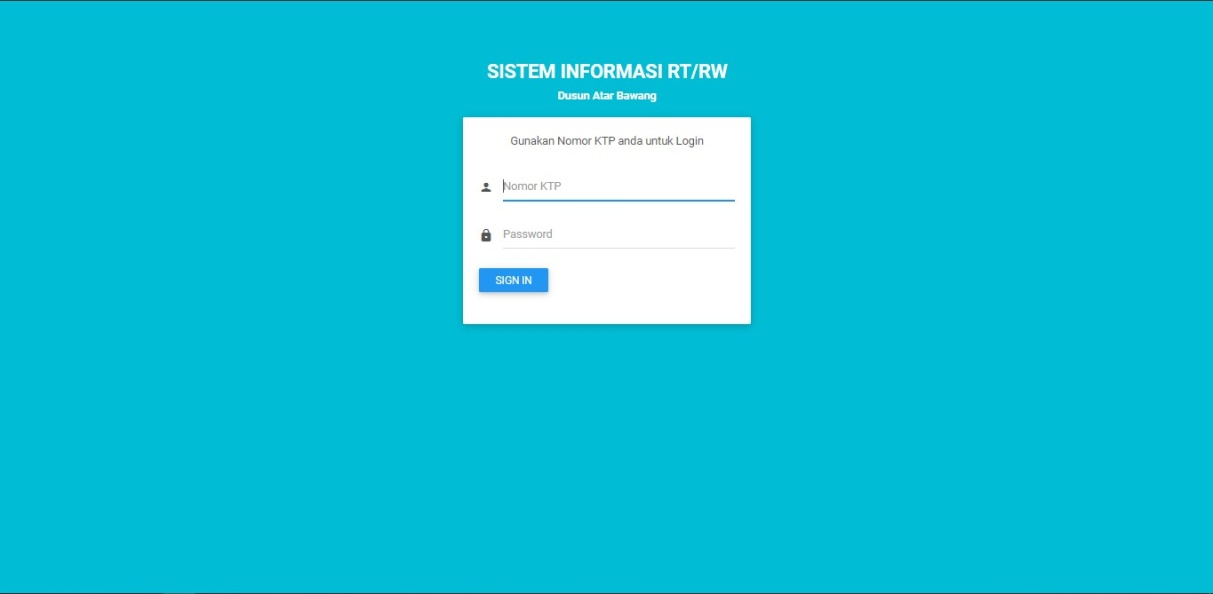 SISTEM INFORMASI RT/RW
Dusun Atar Bawang
Gunakan Nomor KTP anda untuk Login
Nomor KTP
Password
SIGN IN